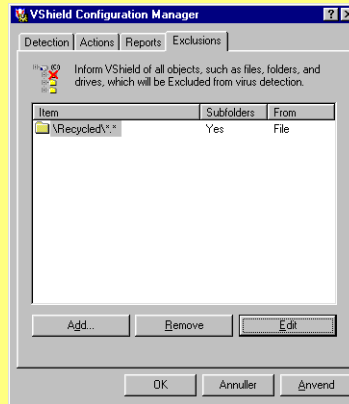 VShield Configuration Manager
Detection Actions Reports Exclusions
Inform VShield of all objects, such as files, folders, and
drives, which will be Excluded from virus detection.
Item Subfolders From
\Recycled\*.* Yes File
Add... Remove Edit
OK Annuller Anvend